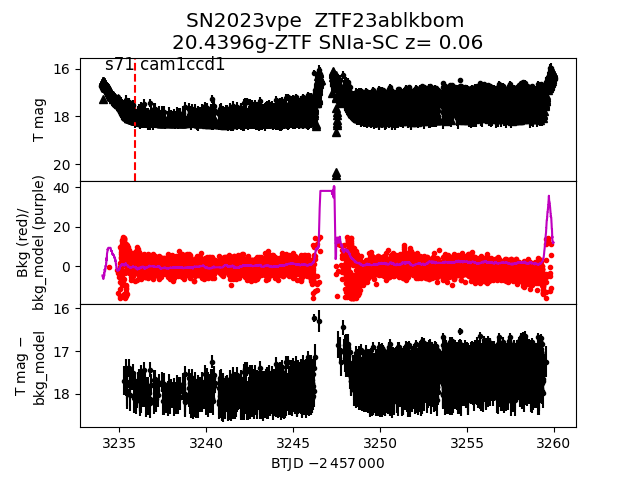 SN2023vpe ZTF23ablkbom
20.4396g-ZTF SNIa-SC z= 0.06
s71 cam1ccd1
16
18
20
T mag
40
20
0
Bkg (red)/
bkg_model (purple)
16
17
18
T mag −
bkg_model
3235
3240
3245
3250
3255
3260
BTJD −2 457 000